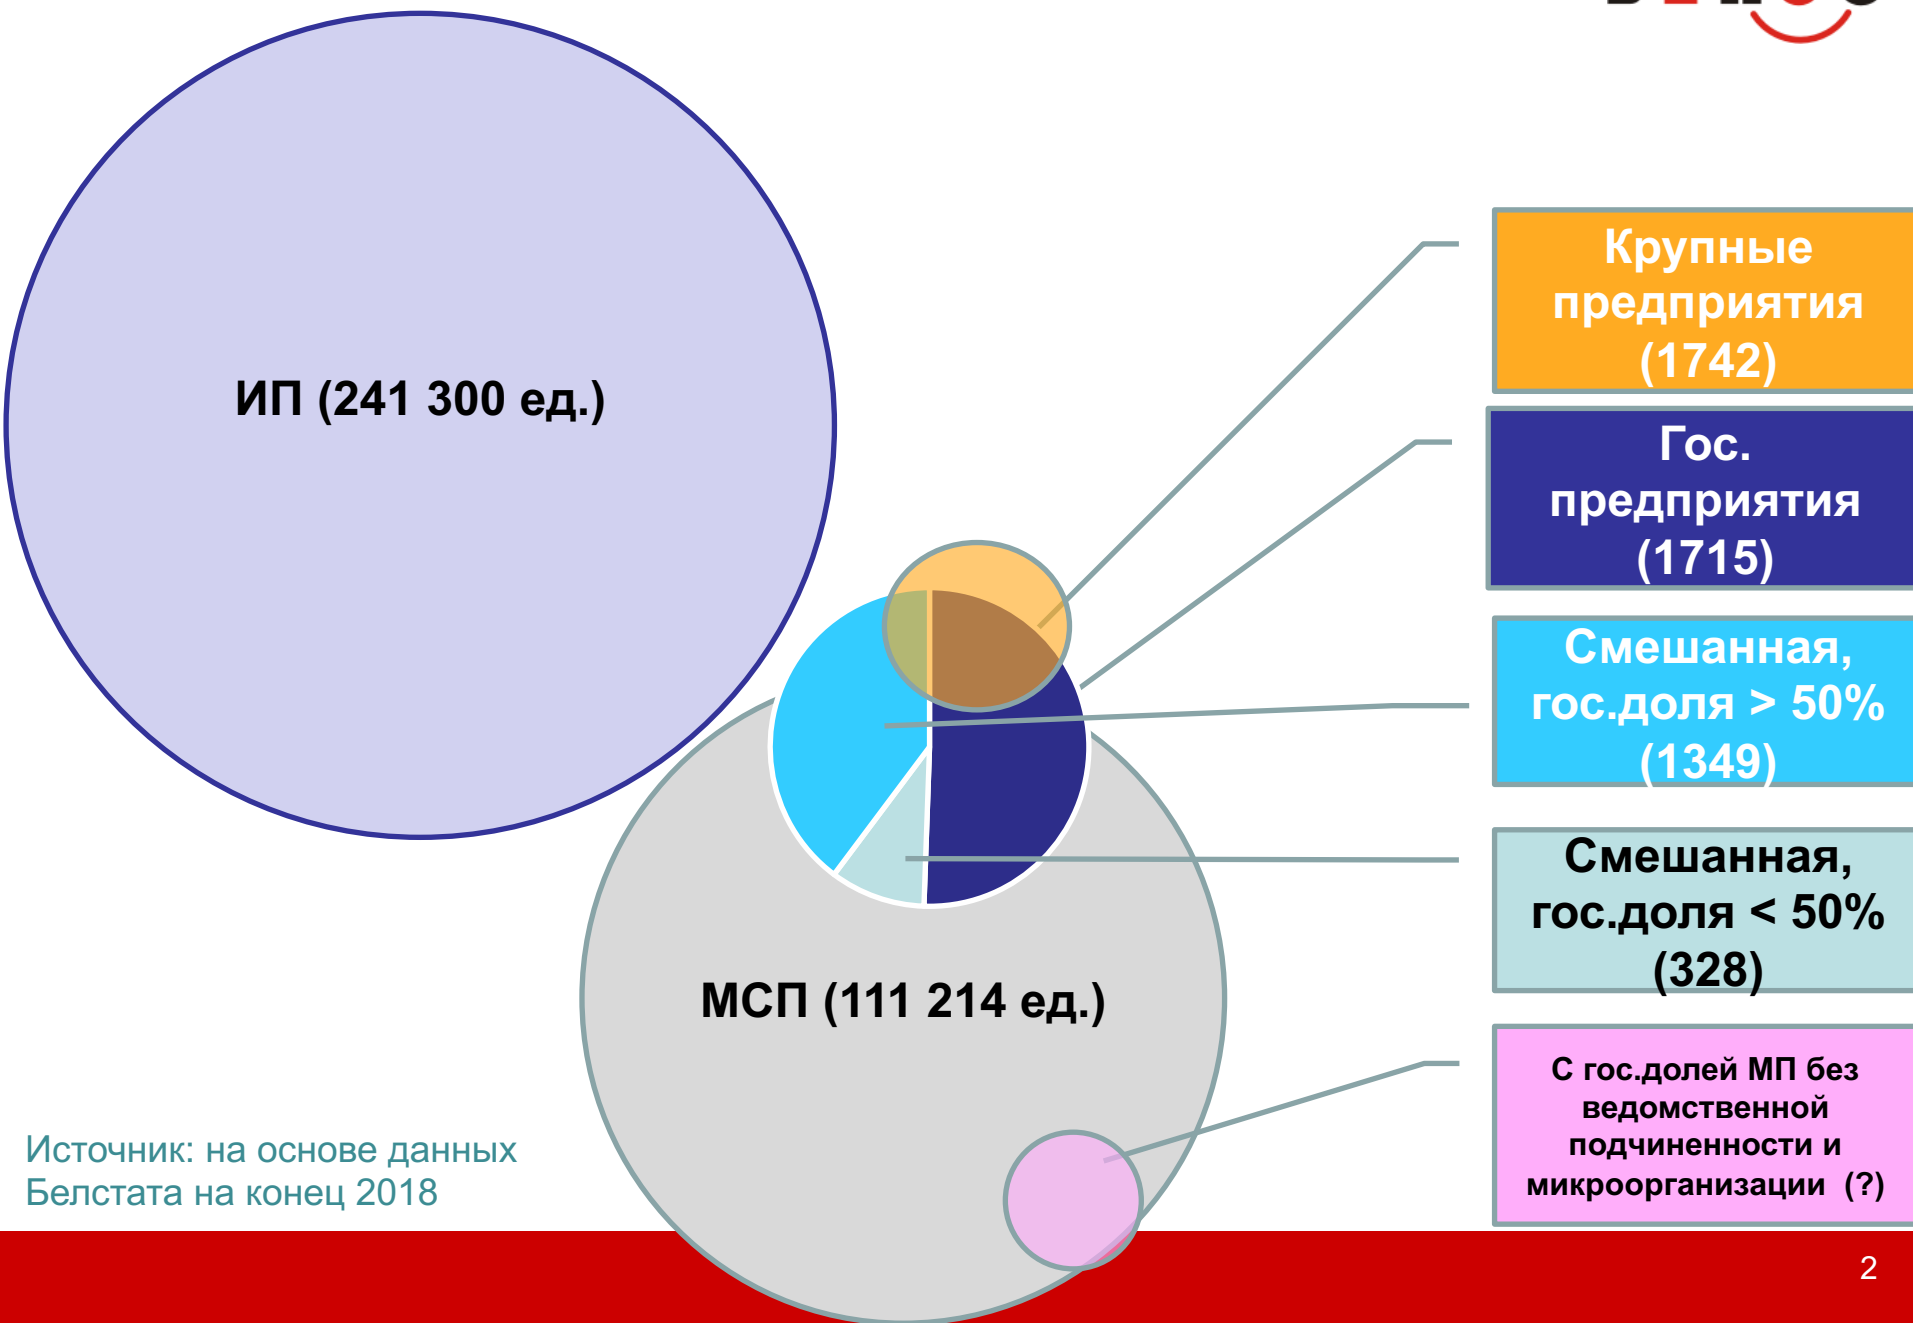 ИП (241 300 ед.)
Крупные
предприятия
(1742)
Гос.
предприятия
(1715)
Смешанная,
гос.доля > 50%
(1349)
Смешанная,
гос.доля < 50%
(328)
МСП (111 214 ед.)
С гос.долей МП без
ведомственной
подчиненности и
микроорганизации (?)
Источник: на основе данных
Белстата на конец 2018
2